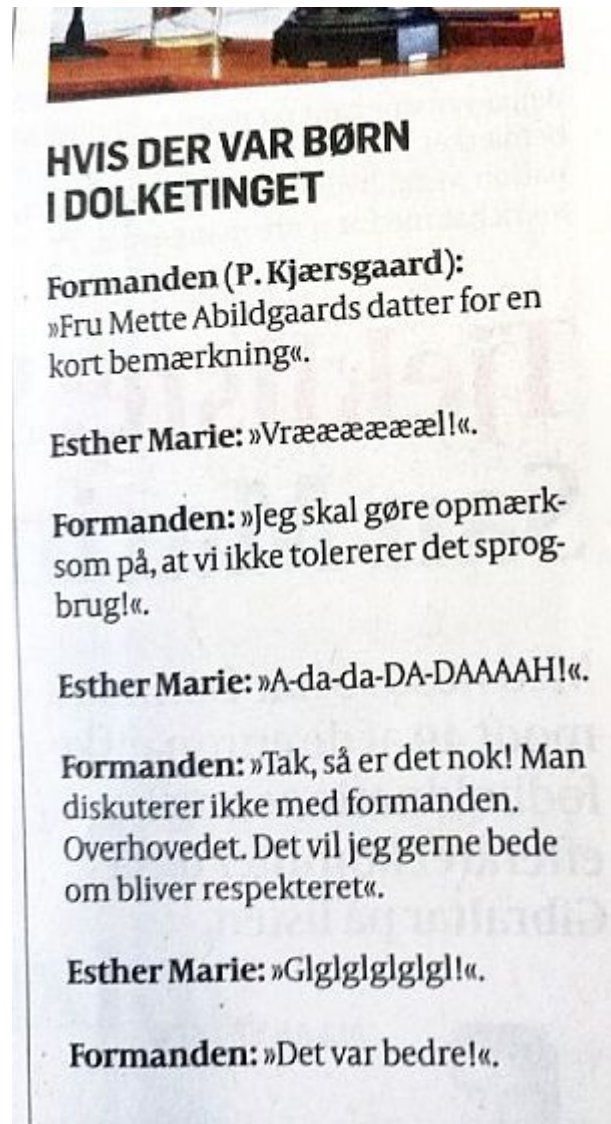 HVIS DER VAR BØRN
I DOLKETINGET
Formanden (P. Kjærsgaard):
»Fru Mette Abildgaards datter for en
kort bemærkning«.
Esther Marie: »Vrææææææææl!«.
Formanden: »Jeg skal gøre opmærk-
som på, at vi ikke tolererer det sprog-
brug!«.
Esther Marie: »A-da-da-DA-DAAAAH!«.
Formanden: »Tak, så er det nok! Man
diskuterer ikke med formanden.
Overhovedet. Det vil jeg gerne bede
om bliver respekteret«.
Esther Marie: »Glglglglglgl!«.
Formanden: »Det var bedre!«.